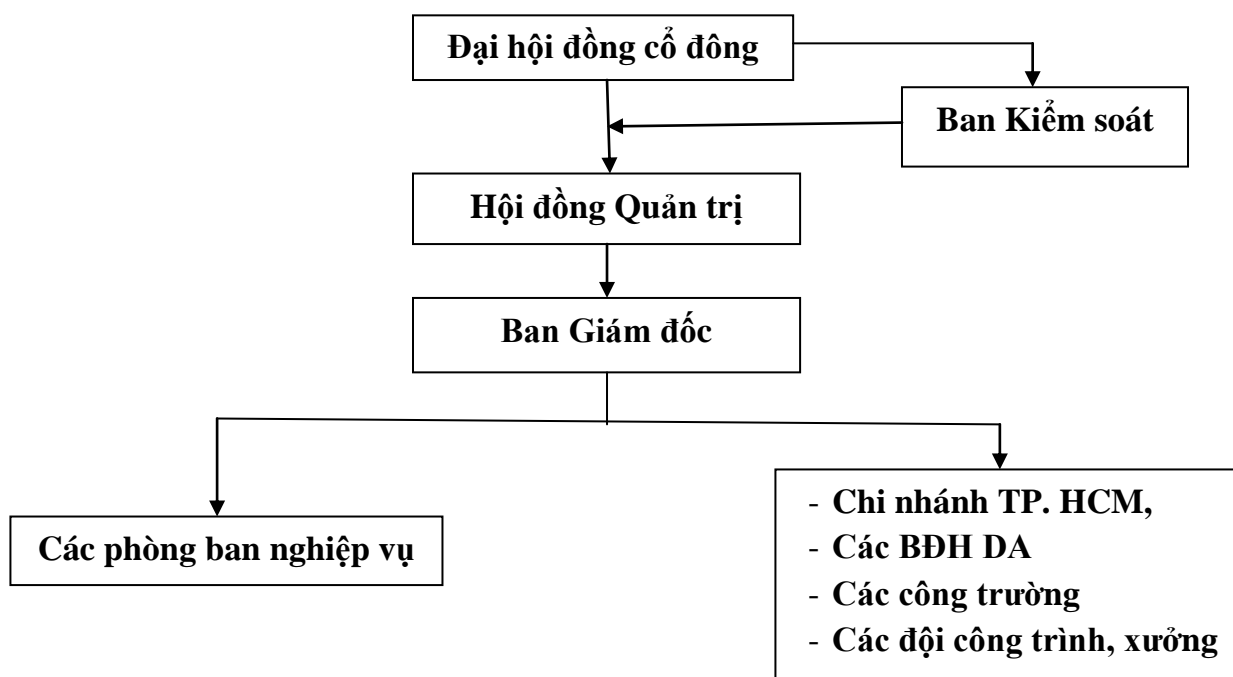 Đại hội đồng cổ đông
Ban Kiểm soát
Hội đồng Quản trị
Ban Giám đốc
Các phòng ban nghiệp vụ
- Chi nhánh TP. HCM,
- Các BĐH DA
- Các công trường
- Các đội công trình, xưởng